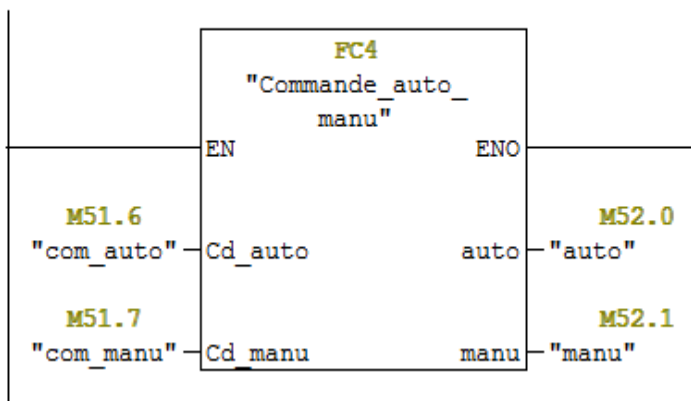 FC4
"Commande_auto_
manu"
EN ENO
M51.6 M52.0
"com_auto" Cd_auto auto "auto"
M51.7 M52.1
"com_manu" Cd_manu manu "manu"